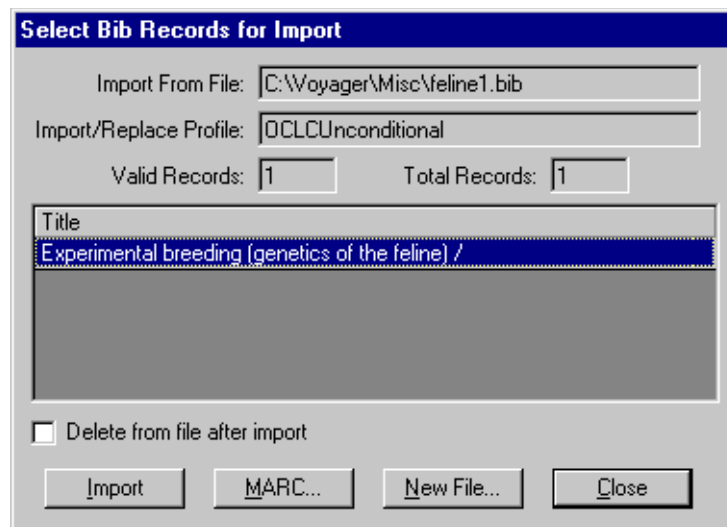 Select Bib Records for Import
Import From File: C:\Voyager\Misc\feline1.bib
Import/Replace Profile: OCLCUnconditional
Valid Records: 1 Total Records: 1
Title
Experimental breeding (genetics of the feline) /
Delete from file after import
Import MARC... New File... Close